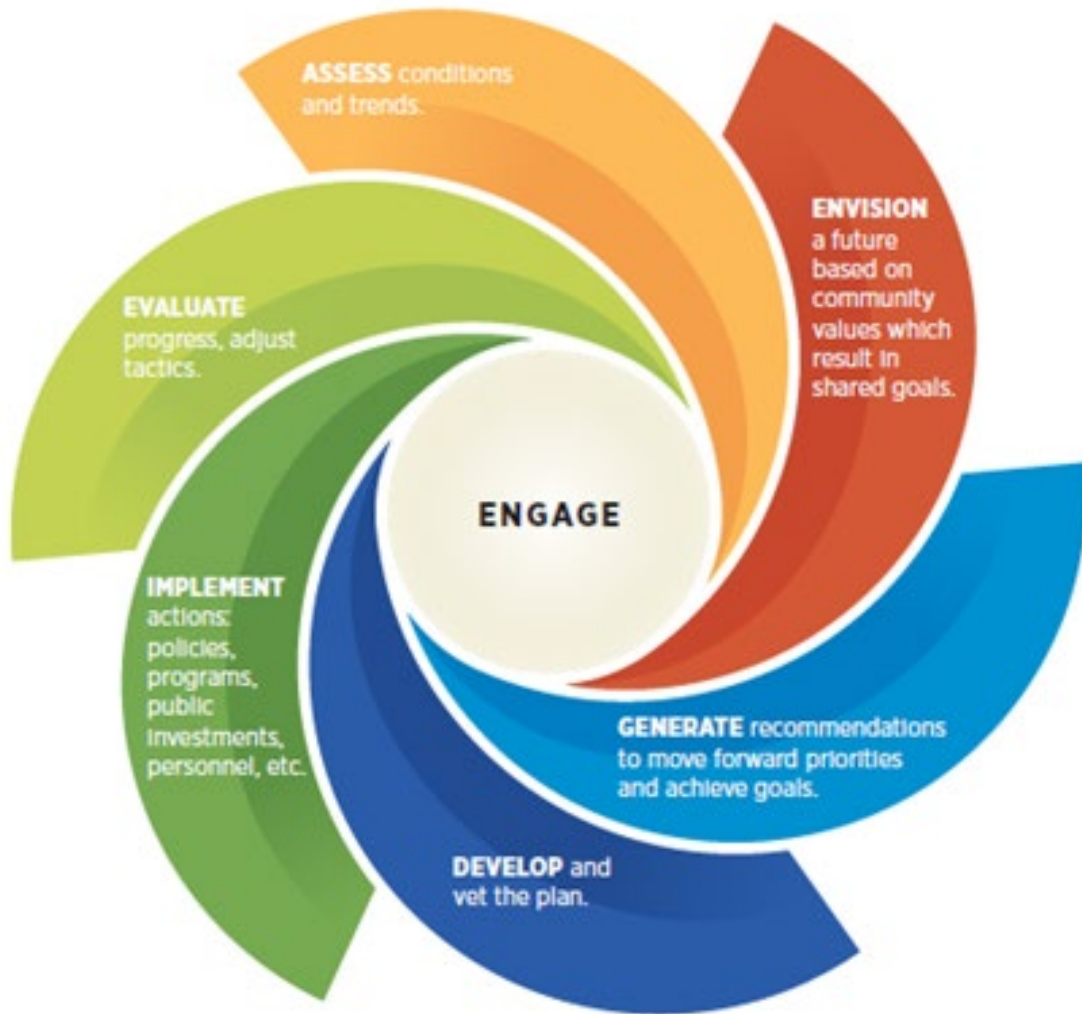 ASSESS conditions
and trends.
ENVISION
a future
based on
community
values which
result in
shared goals.
GENERATE recommendations
to move forward priorities
and achieve goals.
DEVELOP and
vet the plan.
IMPLEMENT
actions:
policies,
programs,
public
investments,
personnel, etc.
EVALUATE
progress, adjust
tactics.
ENGAGE